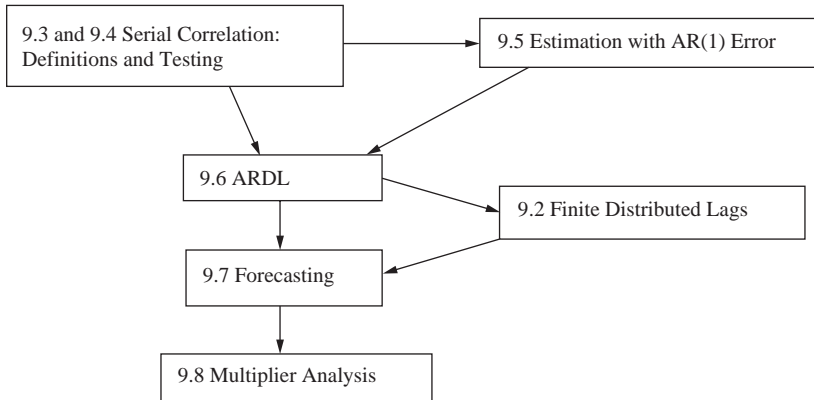 9.3 and 9.4 Serial Correlation:
Definitions and Testing
9.5 Estimation with AR(1) Error
9.6 ARDL
9.2 Finite Distributed Lags
9.7 Forecasting
9.8 Multiplier Analysis